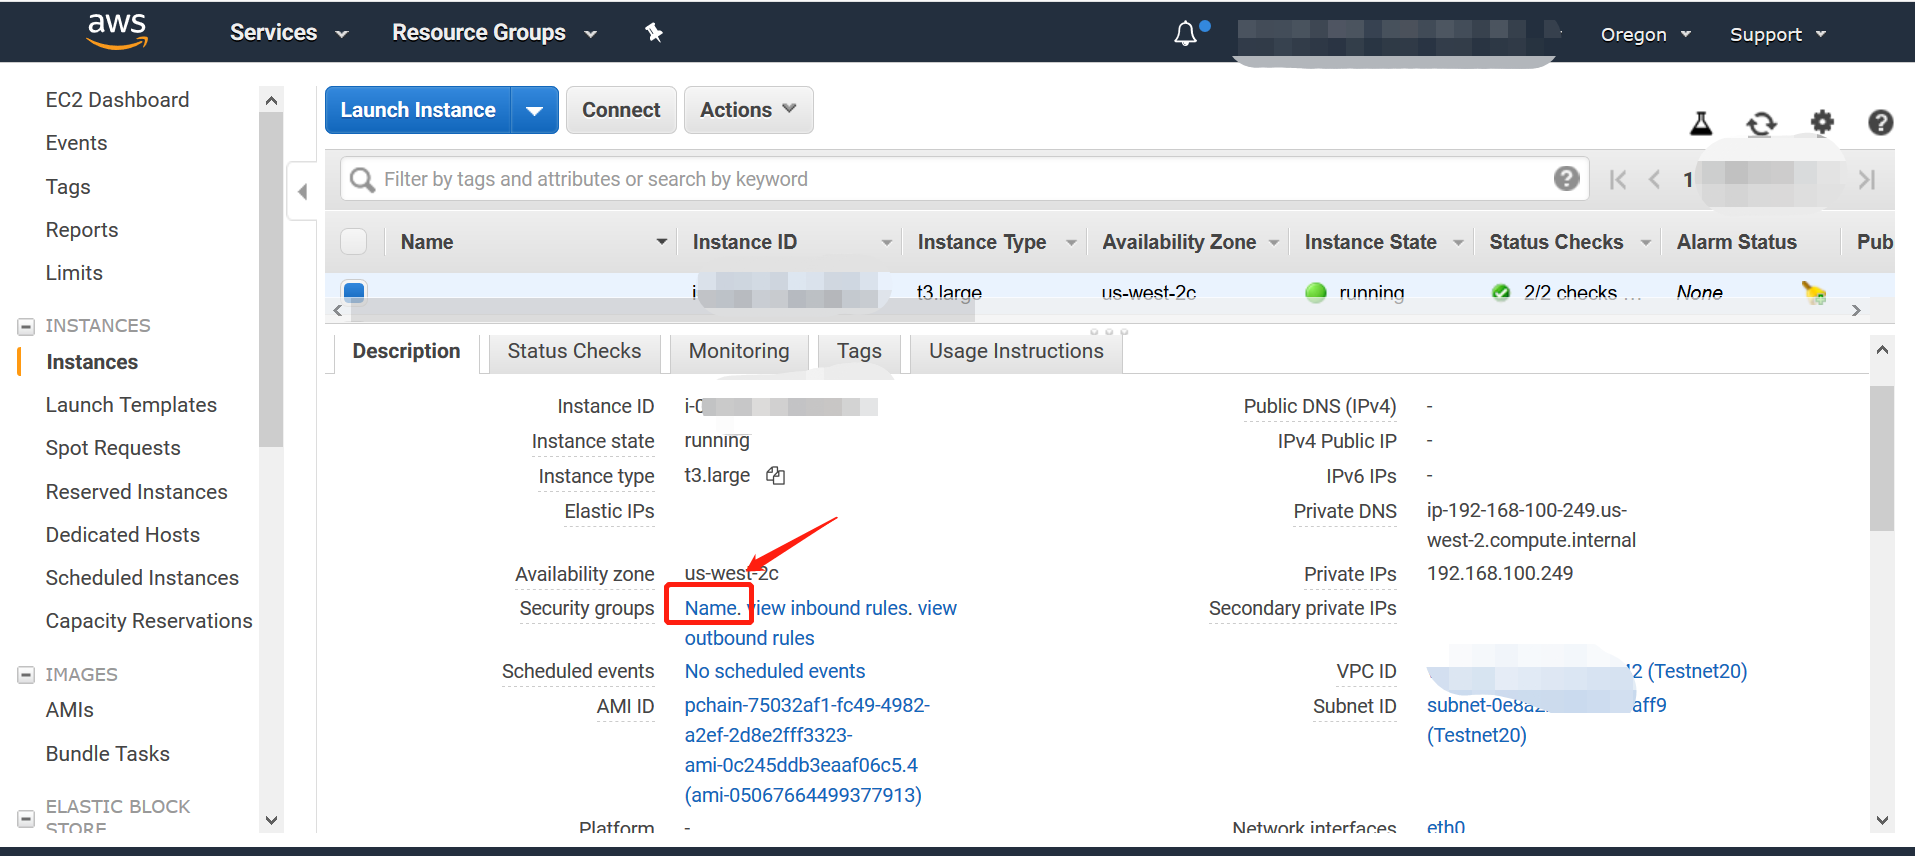 aws Services Resource Groups Oregon Support
EC2 Dashboard
Events
Tags
Reports
Limits
INSTANCES
Instances
Launch Templates
Spot Requests
Reserved Instances
Dedicated Hosts
Scheduled Instances
Capacity Reservations
IMAGES
AMIs
Bundle Tasks
ELASTIC BLOCK
STORE
Launch Instance Connect Actions
Filter by tags and attributes or search by keyword ? 1
Name Instance ID Instance Type Availability Zone Instance State Status Checks Alarm Status Pub
i t3.large us-west-2c running 2/2 checks ... None
Description Status Checks Monitoring Tags Usage Instructions
Instance ID i-0
Instance state running
Instance type t3.large
Elastic IPs
Availability zone us-west-2c
Security groups Name. view inbound rules. view
outbound rules
Scheduled events No scheduled events
AMI ID pchain-75032af1-fc49-4982-
a2ef-2d8e2fff3323-
ami-0c245ddb3eaaf06c5.4
(ami-05067664499377913)
Platform -
Public DNS (IPv4) -
IPv4 Public IP -
IPv6 IPs -
Private DNS ip-192-168-100-249.us-
west-2.compute.internal
Private IPs 192.168.100.249
Secondary private IPs
VPC ID 2 (Testnet20)
Subnet ID subnet-0e8a2 aff9
(Testnet20)
Network interfaces eth0